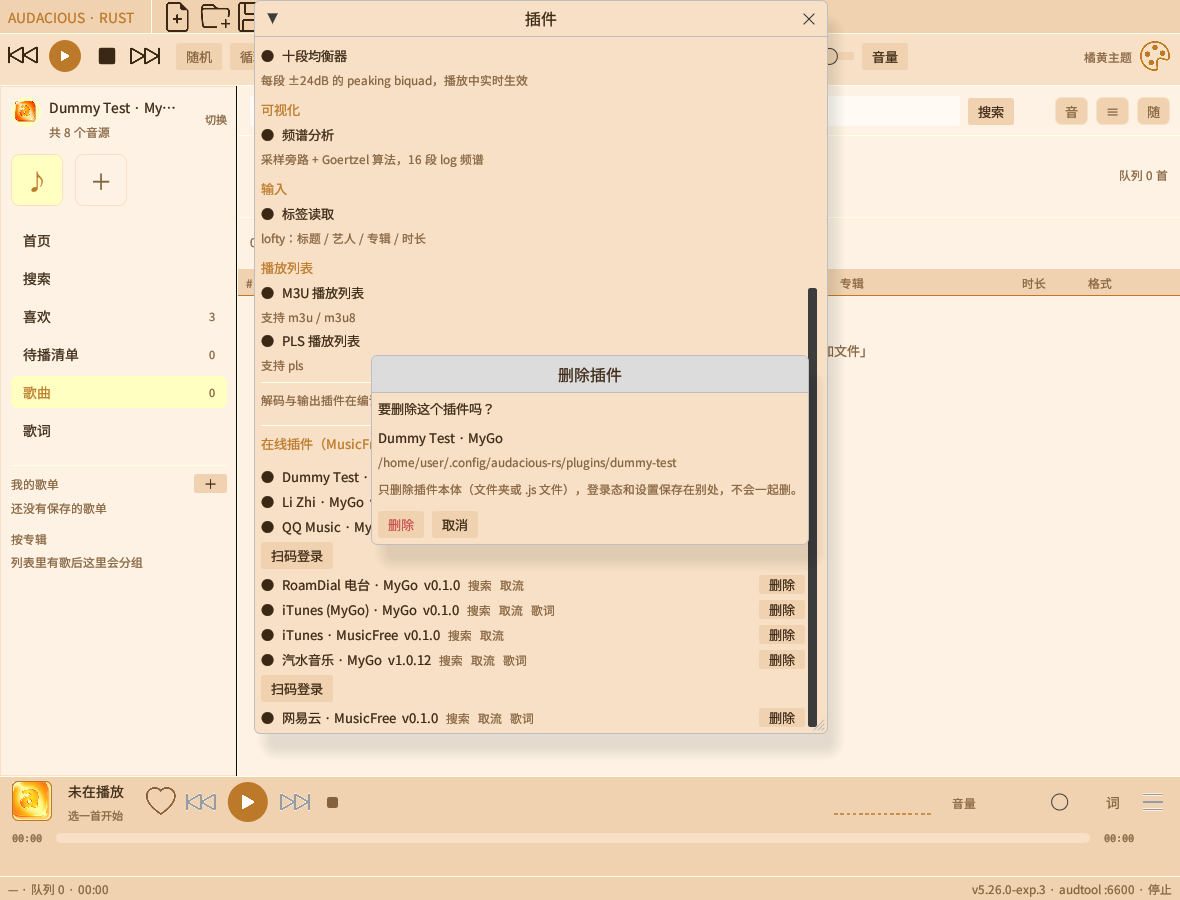 AUDACIOUS · RUST
插件
随机
音量
橘黄主题
Dummy Test · My…
共 8 个音源
切换
搜索
音
随
队列 0 首
首页
搜索
喜欢 3
待播清单 0
歌曲 0
歌词
我的歌单
还没有保存的歌单
按专辑
列表里有歌后这里会分组
#
专辑
时长
格式
加文件」
十段均衡器
每段 ±24dB 的 peaking biquad，播放中实时生效
可视化
频谱分析
采样旁路 + Goertzel 算法，16 段 log 频谱
输入
标签读取
lofty：标题 / 艺人 / 专辑 / 时长
播放列表
M3U 播放列表
支持 m3u / m3u8
PLS 播放列表
支持 pls
解码与输出插件在编
在线插件（MusicF
Dummy Test ·
Li Zhi · MyGo
QQ Music · My
扫码登录
RoamDial 电台 · MyGo v0.1.0 搜索 取流 删除
iTunes (MyGo) · MyGo v0.1.0 搜索 取流 歌词 删除
iTunes · MusicFree v0.1.0 搜索 取流 删除
汽水音乐 · MyGo v1.0.12 搜索 取流 歌词 删除
扫码登录
网易云 · MusicFree v0.1.0 搜索 取流 歌词 删除
删除插件
要删除这个插件吗？
Dummy Test · MyGo
/home/user/.config/audacious-rs/plugins/dummy-test
只删除插件本体（文件夹或 .js 文件），登录态和设置保存在别处，不会一起删。
删除
取消
未在播放
选一首开始
音量
词
00:00
00:00
— · 队列 0 · 00:00
v5.26.0-exp.3 · audtool :6600 · 停止